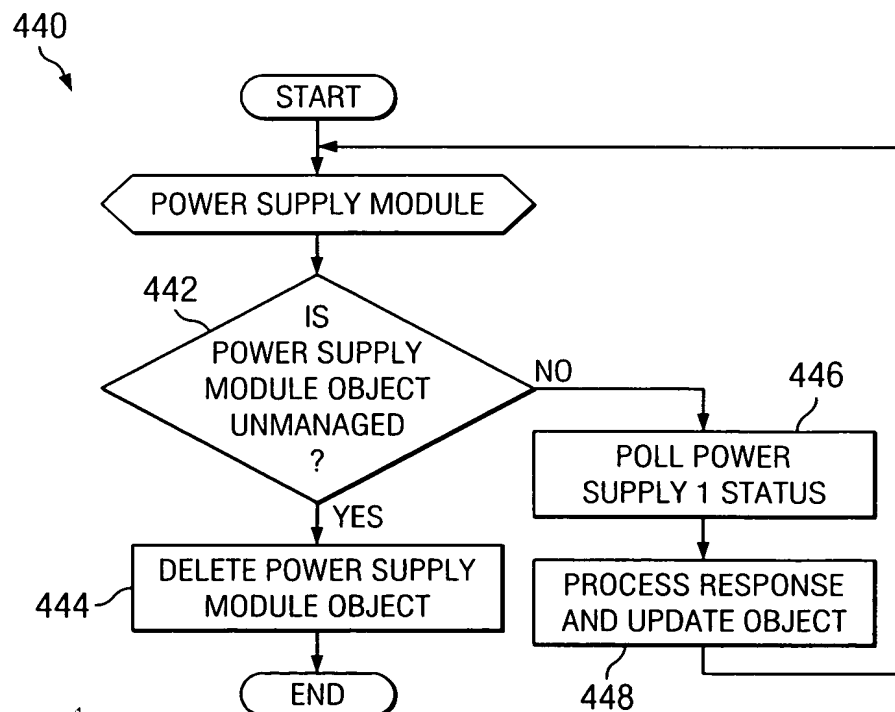 440
START
POWER SUPPLY MODULE
442
IS
POWER SUPPLY
MODULE OBJECT
UNMANAGED
?
NO
YES
446
POLL POWER
SUPPLY 1 STATUS
444
DELETE POWER SUPPLY
MODULE OBJECT
PROCESS RESPONSE
AND UPDATE OBJECT
448
END